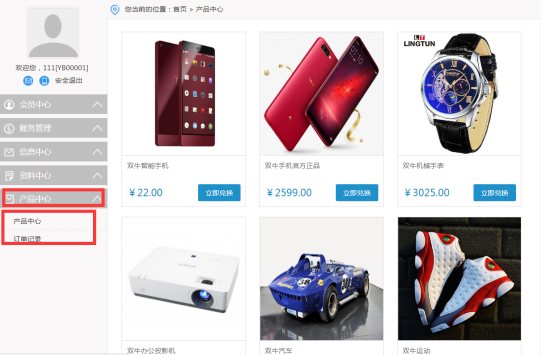 您当前的位置：首页 > 产品中心
欢迎您，111[YB00001]
安全退出
会员中心
账务管理
信息中心
塑料中心
产品中心
产品中心
订单记录
双牛智能手机
¥ 22.00 立即兑换
双牛手机官方正品
¥ 2599.00 立即兑换
LT
LINGTUN
双牛机械手表
¥ 3025.00 立即兑换
双牛办公投影机
双牛汽车
双牛运动